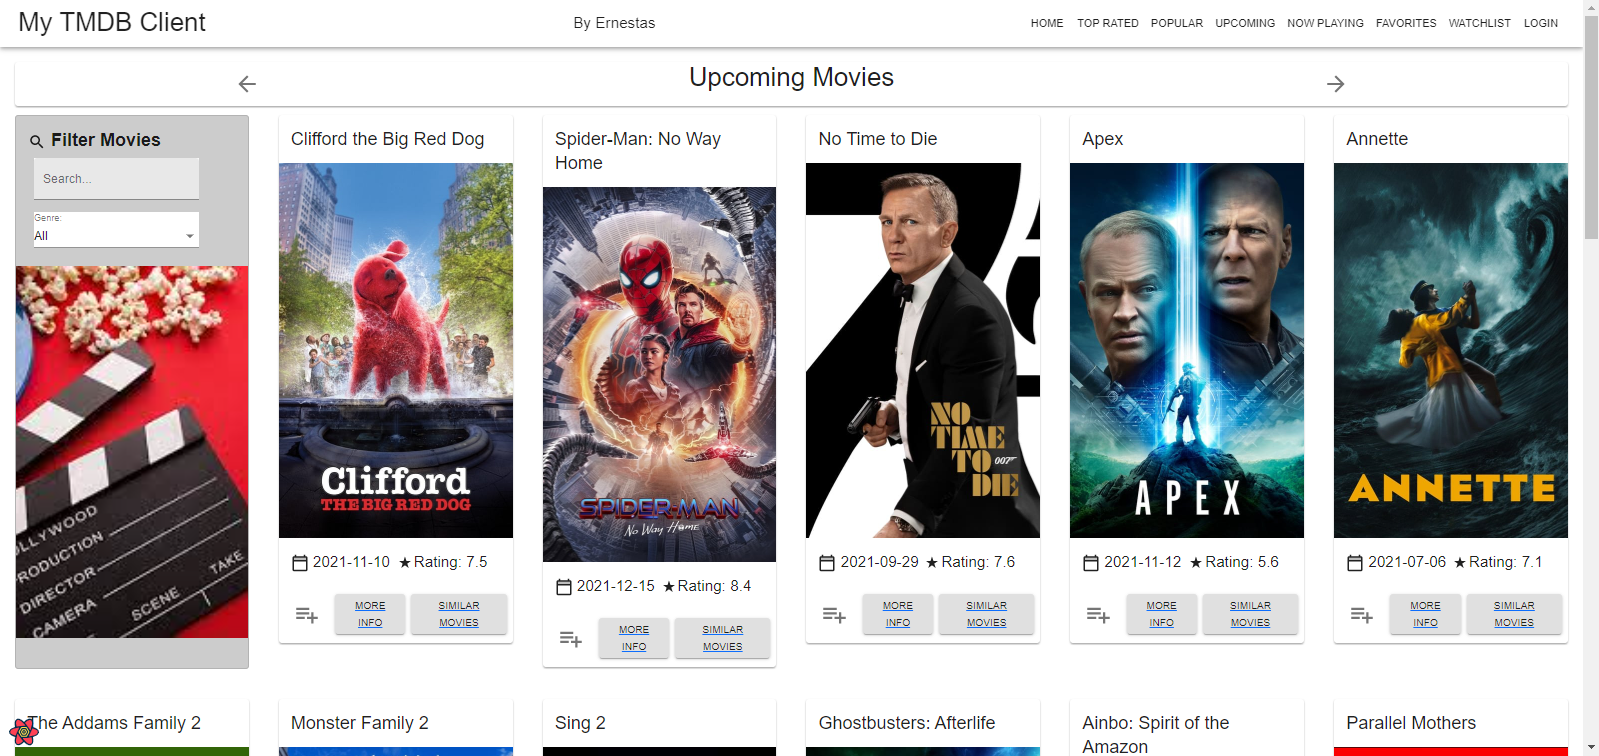 My TMDB Client
By Ernestas
HOME TOP RATED POPULAR UPCOMING NOW PLAYING FAVORITES WATCHLIST LOGIN
Upcoming Movies
Filter Movies
Search...
Genre:
All
HOLLYWOOD
PRODUCTION
DIRECTOR
CAMERA
SCENE
TAKE
Clifford the Big Red Dog
Clifford
THE BIG RED DOG
2021-11-10 Rating: 7.5
MORE
INFO
SIMILAR
MOVIES
Spider-Man: No Way
Home
SPIDER-MAN
No Way Home
2021-12-15 Rating: 8.4
MORE
INFO
SIMILAR
MOVIES
No Time to Die
NO
TIME
TO
007
DIE
2021-09-29 Rating: 7.6
MORE
INFO
SIMILAR
MOVIES
Apex
APEX
2021-11-12 Rating: 5.6
MORE
INFO
SIMILAR
MOVIES
Annette
ANNETTE
2021-07-06 Rating: 7.1
MORE
INFO
SIMILAR
MOVIES
The Addams Family 2
Monster Family 2
Sing 2
Ghostbusters: Afterlife
Ainbo: Spirit of the
Amazon
Parallel Mothers